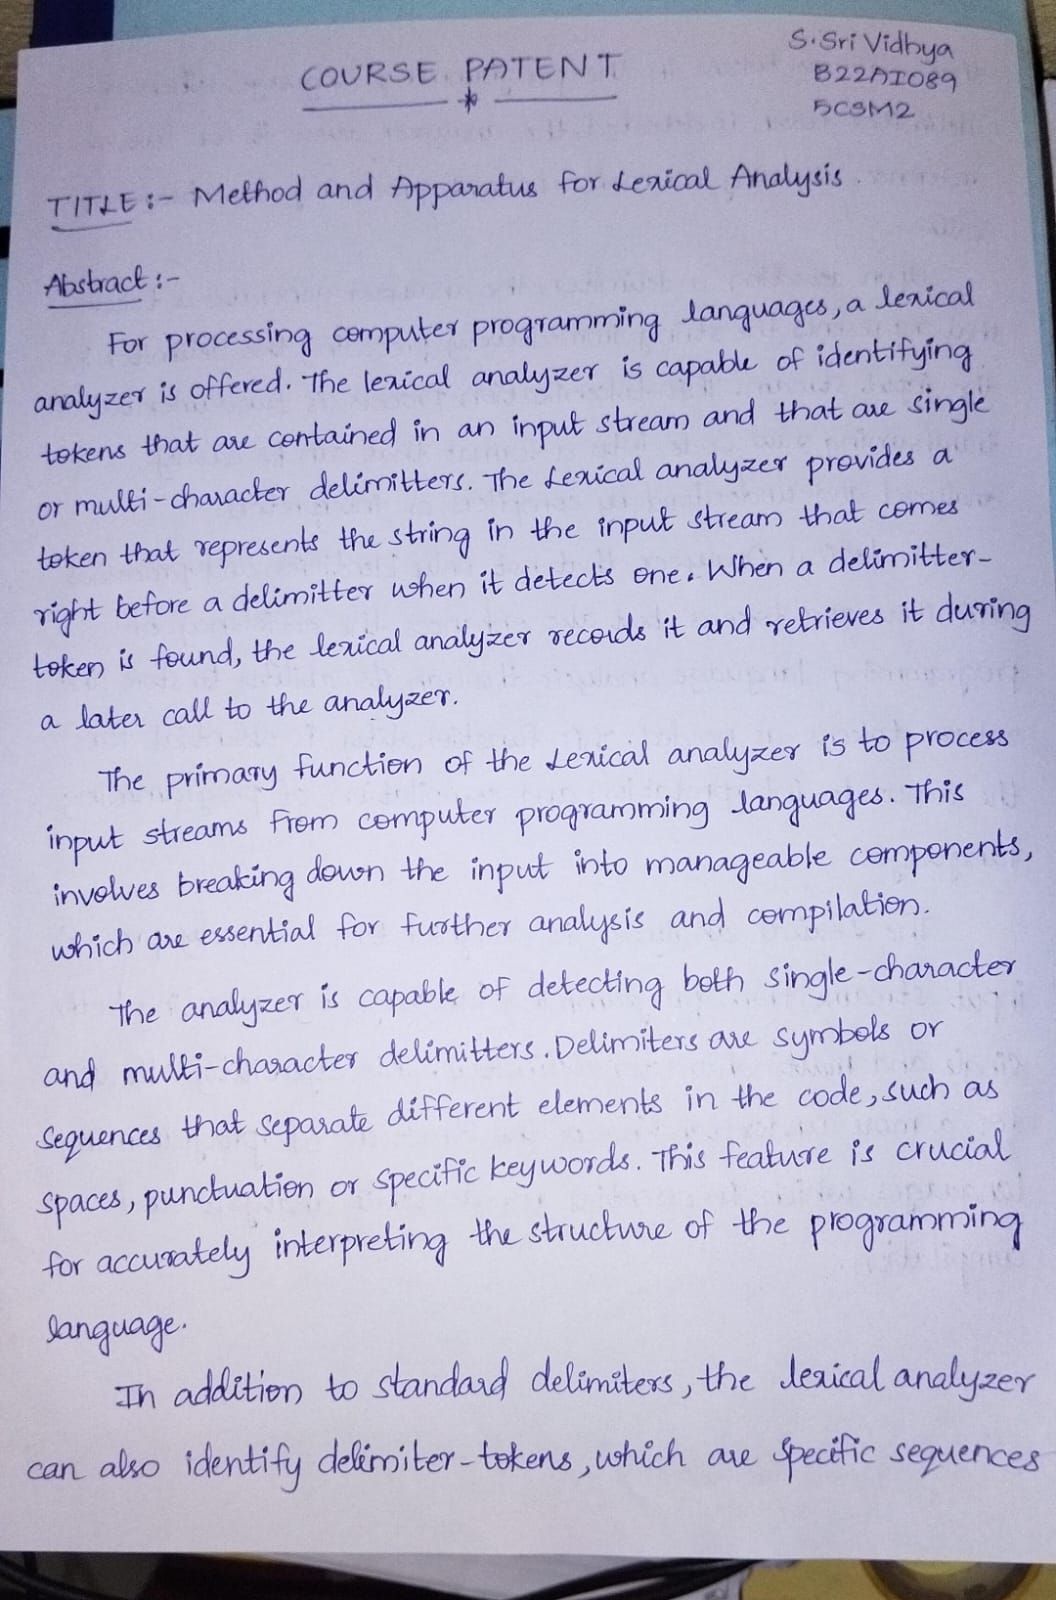 S. Sri Vidhya
COURSE PATENT
B22AI089
5CSM2
TITLE :- Method and Apparatus for Lexical Analysis.
Abstract :-
For processing computer programming languages, a lexical
analyzer is offered. The lexical analyzer is capable of identifying
tokens that are contained in an input stream and that are single
or multi-character delimitters. The Lexical analyzer provides a
token that represents the string in the input stream that comes
right before a delimitter when it detects one. When a delimitter-
token is found, the lexical analyzer records it and retrieves it during
a later call to the analyzer.
The primary function of the Lexical analyzer is to process
input streams from computer programming languages. This
involves breaking down the input into manageable components,
which are essential for further analysis and compilation.
The analyzer is capable of detecting both single-character
and multi-character delimitters. Delimiters are symbols or
sequences that separate different elements in the code, such as
spaces, punctuation or specific keywords. This feature is crucial
for accurately interpreting the structure of the programming
language.
In addition to standard delimiters, the lexical analyzer
can also identify delimiter-tokens, which are specific sequences